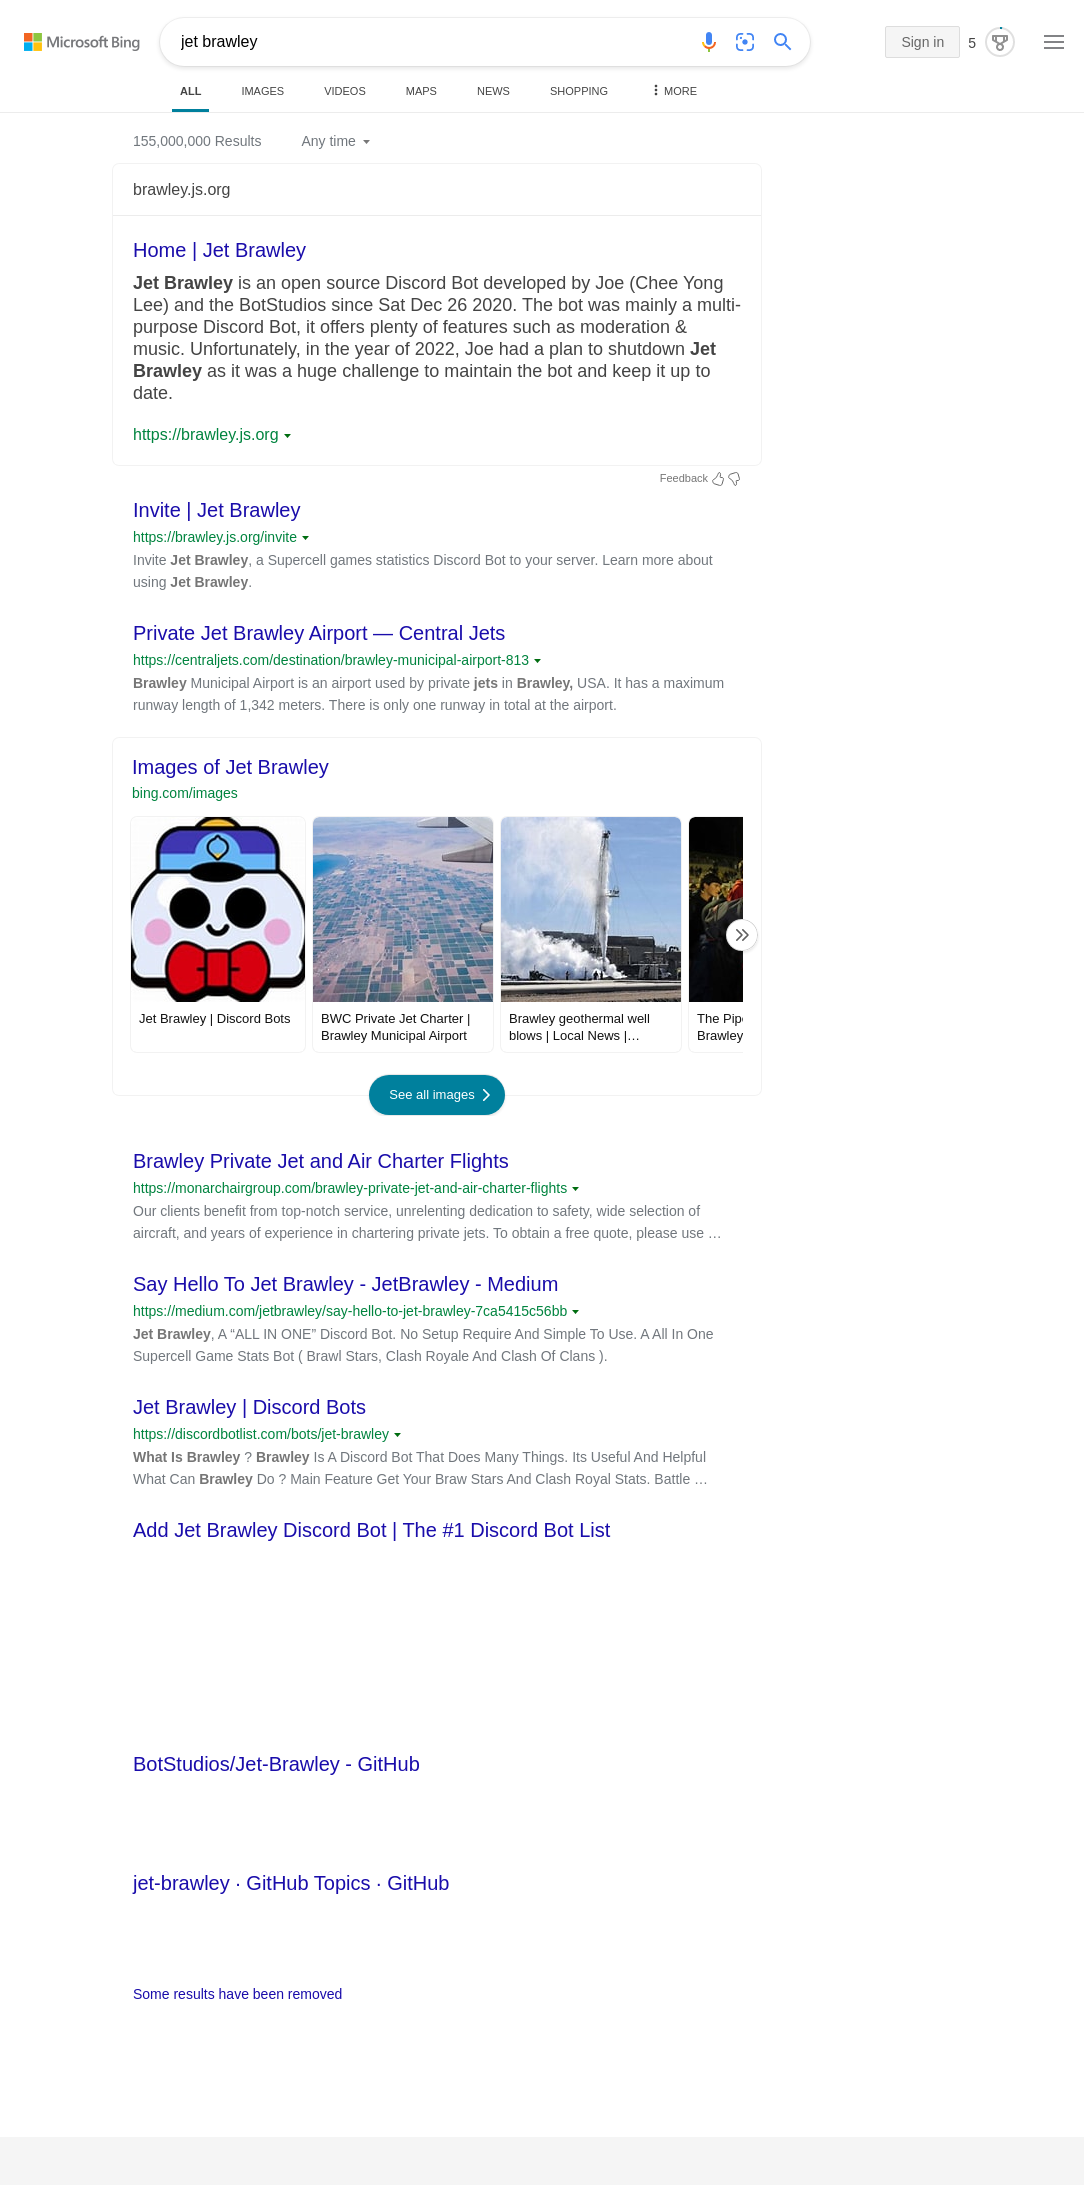 Microsoft Bing
jet brawley
Sign in
5
ALL
IMAGES
VIDEOS
MAPS
NEWS
SHOPPING
MORE
155,000,000 Results
Any time
brawley.js.org
Home | Jet Brawley
Jet Brawley is an open source Discord Bot developed by Joe (Chee Yong
Lee) and the BotStudios since Sat Dec 26 2020. The bot was mainly a multi-
purpose Discord Bot, it offers plenty of features such as moderation &
music. Unfortunately, in the year of 2022, Joe had a plan to shutdown Jet
Brawley as it was a huge challenge to maintain the bot and keep it up to
date.
https://brawley.js.org
Feedback
Invite | Jet Brawley
https://brawley.js.org/invite
Invite Jet Brawley, a Supercell games statistics Discord Bot to your server. Learn more about
using Jet Brawley.
Private Jet Brawley Airport — Central Jets
https://centraljets.com/destination/brawley-municipal-airport-813
Brawley Municipal Airport is an airport used by private jets in Brawley, USA. It has a maximum
runway length of 1,342 meters. There is only one runway in total at the airport.
Images of Jet Brawley
bing.com/images
Jet Brawley | Discord Bots
BWC Private Jet Charter |
Brawley Municipal Airport
Brawley geothermal well
blows | Local News |…
The Pip
Brawley
See all images
Brawley Private Jet and Air Charter Flights
https://monarchairgroup.com/brawley-private-jet-and-air-charter-flights
Our clients benefit from top-notch service, unrelenting dedication to safety, wide selection of
aircraft, and years of experience in chartering private jets. To obtain a free quote, please use …
Say Hello To Jet Brawley - JetBrawley - Medium
https://medium.com/jetbrawley/say-hello-to-jet-brawley-7ca5415c56bb
Jet Brawley, A “ALL IN ONE” Discord Bot. No Setup Require And Simple To Use. A All In One
Supercell Game Stats Bot ( Brawl Stars, Clash Royale And Clash Of Clans ).
Jet Brawley | Discord Bots
https://discordbotlist.com/bots/jet-brawley
What Is Brawley ? Brawley Is A Discord Bot That Does Many Things. Its Useful And Helpful
What Can Brawley Do ? Main Feature Get Your Braw Stars And Clash Royal Stats. Battle …
Add Jet Brawley Discord Bot | The #1 Discord Bot List
BotStudios/Jet-Brawley - GitHub
jet-brawley · GitHub Topics · GitHub
Some results have been removed